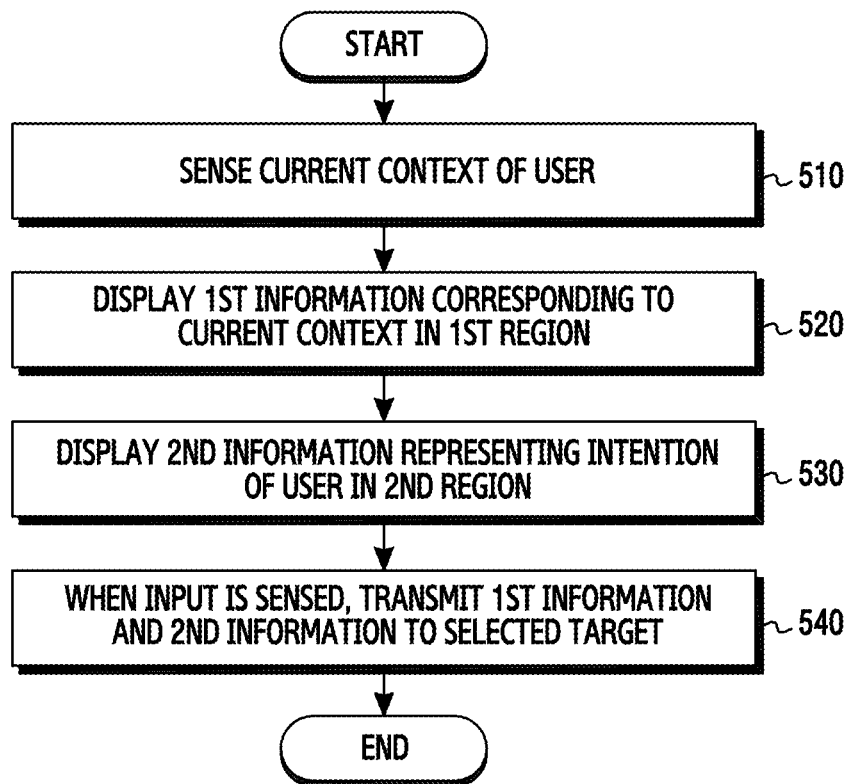 START
SENSE CURRENT CONTEXT OF USER
510
DISPLAY 1ST INFORMATION CORRESPONDING TO
CURRENT CONTEXT IN 1ST REGION
520
DISPLAY 2ND INFORMATION REPRESENTING INTENTION
OF USER IN 2ND REGION
530
WHEN INPUT IS SENSED, TRANSMIT 1ST INFORMATION
AND 2ND INFORMATION TO SELECTED TARGET
540
END